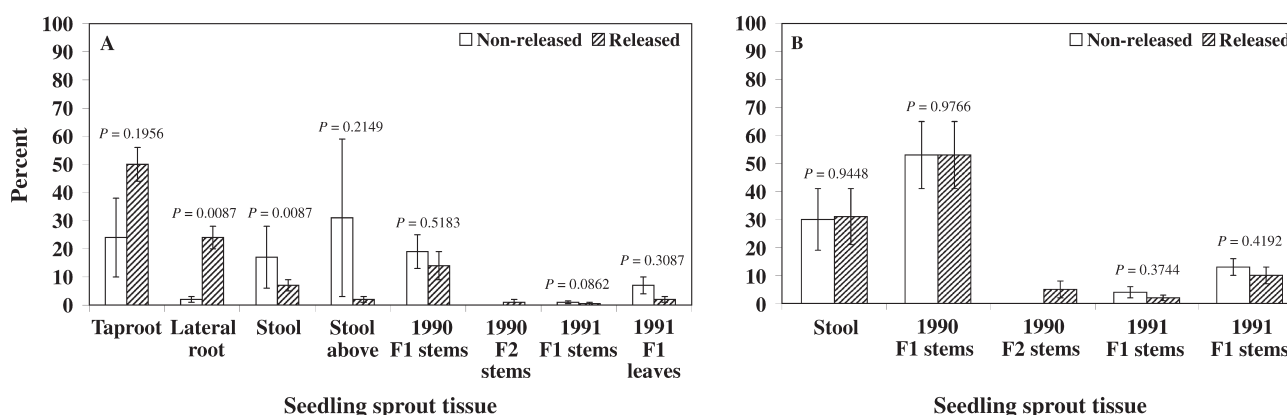 A
Non-released
Released
Percent
100
90
80
70
60
50
40
30
20
10
0
P = 0.1956
P = 0.0087
P = 0.0087
P = 0.2149
P = 0.5183
P = 0.0862
P = 0.3087
Taproot
Lateral
root
Stool
Stool
above
1990
F1 stems
1990
F2
stems
1991
F1 stems
1991
F1
leaves
Seedling sprout tissue
B
Non-released
Released
100
90
80
70
60
50
40
30
20
10
0
P = 0.9448
P = 0.9766
P = 0.3744
P = 0.4192
Stool
1990
F1 stems
1990
F2 stems
1991
F1 stems
1991
F1 stems
Seedling sprout tissue